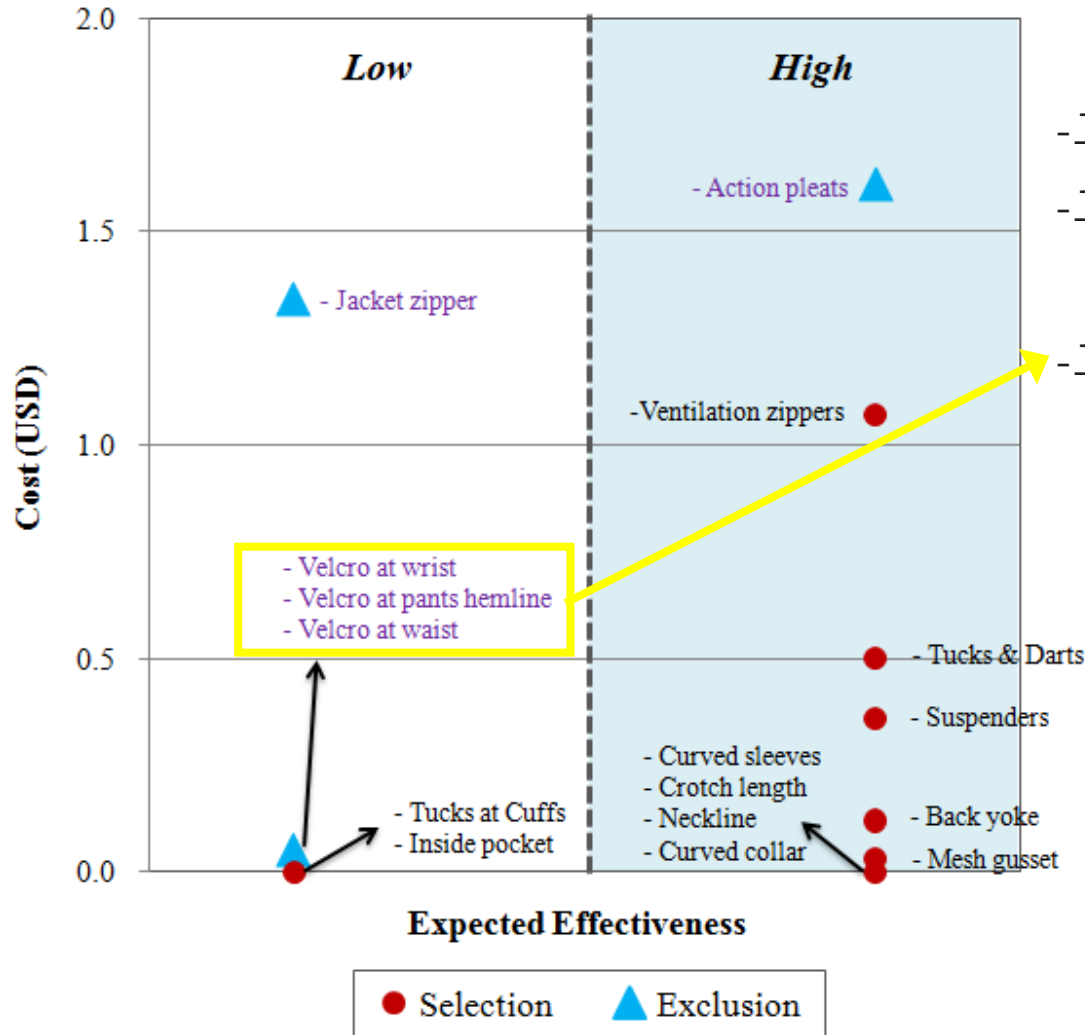 2.0
Low
High
- Action pleats
1.5
- Jacket zipper
-Ventilation zippers
1.0
Cost (USD)
- Velcro at wrist
- Velcro at pants hemline
- Velcro at waist
0.5
- Tucks & Darts
- Suspenders
- Curved sleeves
- Crotch length
- Neckline
- Curved collar
- Tucks at Cuffs
- Inside pocket
- Back yoke
- Mesh gusset
0.0
Expected Effectiveness
Selection
Exclusion